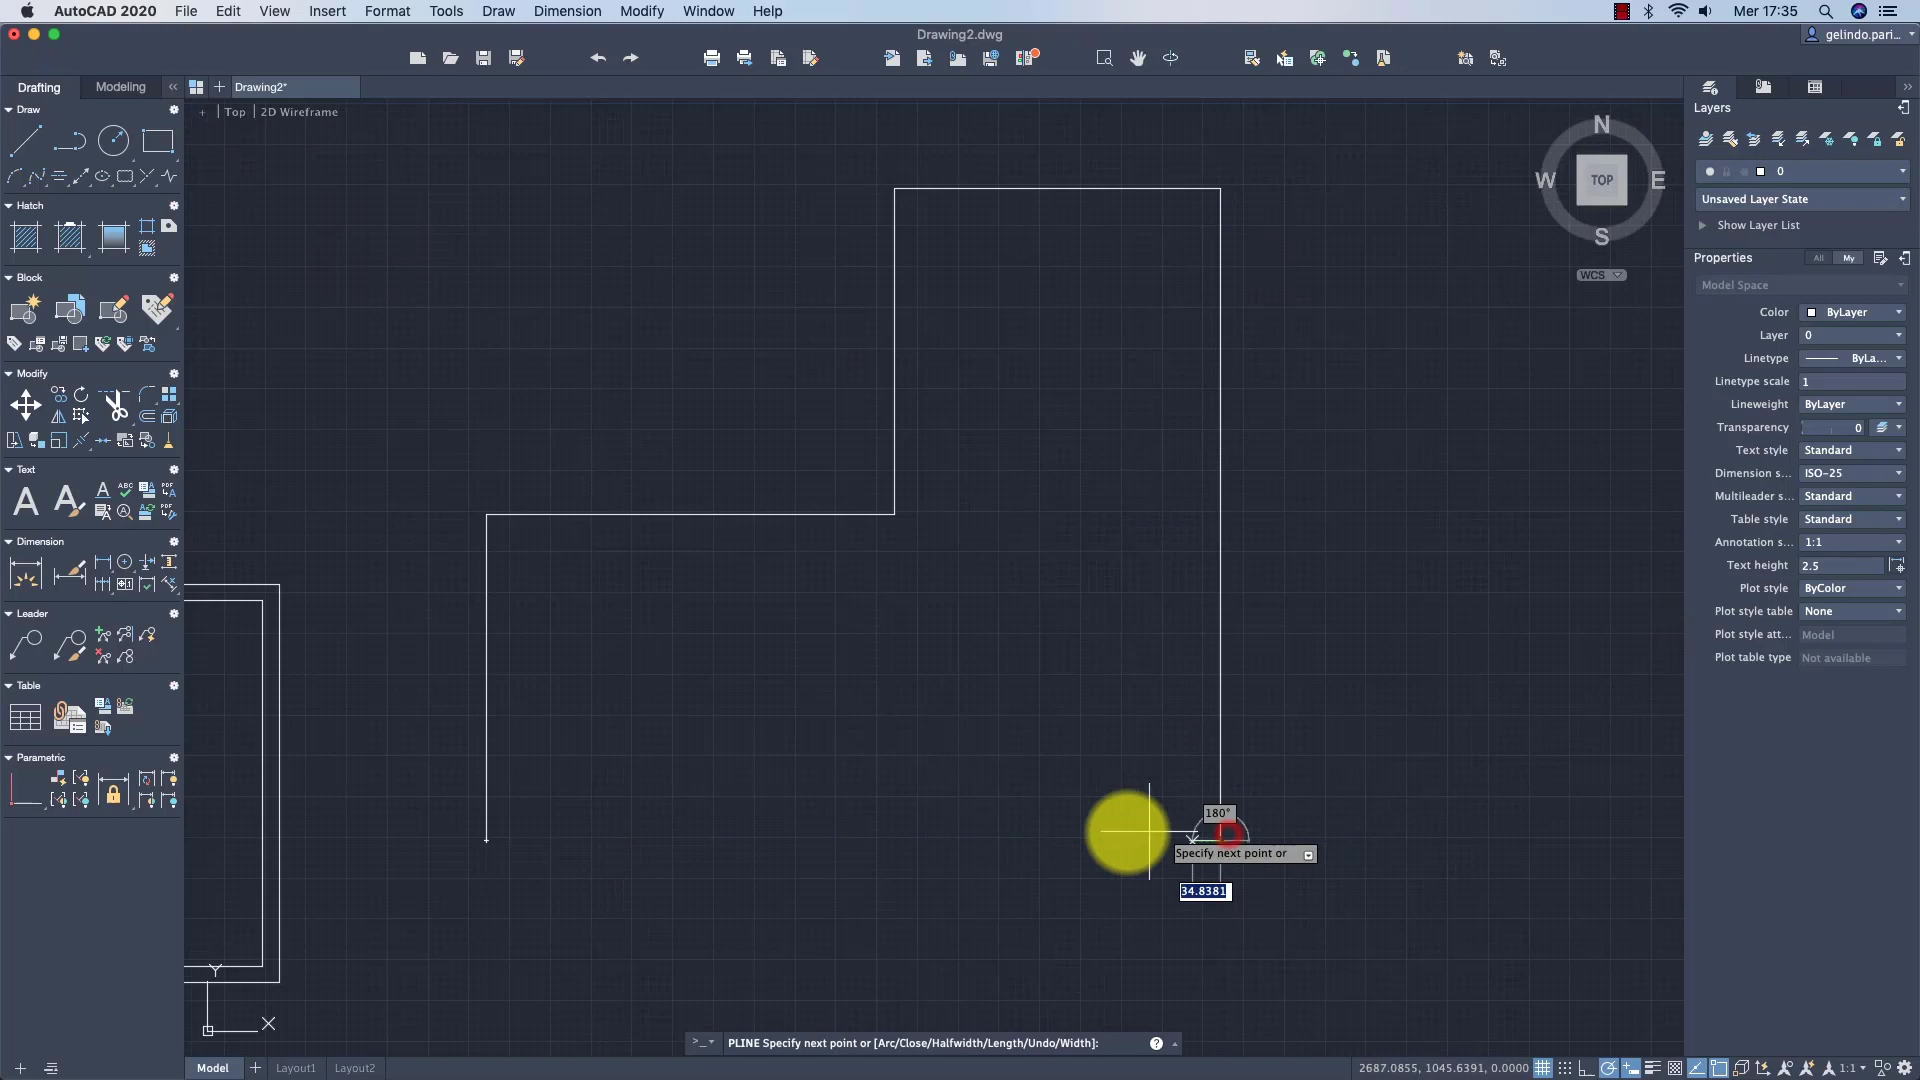 AutoCAD 2020 File Edit View Insert Format Tools Draw Dimension Modify Window Help Mer 17:35
Drawing2.dwg
gelindo.pari...
Drafting Modeling Drawing2*
+ Top 2D Wireframe
Draw
Hatch
Block
Modify
Text
A A A ABC PDF A
PDF
Dimension
Leader
Table
Parametric
N
W TOP E
S
WCS
180°
Specify next point or
34.8381
Y
X
>_ PLINE Specify next point or [Arc/Close/Halfwidth/Length/Undo/Width]: ?
Model + Layout1 Layout2
2687.0855, 1045.6391, 0.0000 1:1
Layers
0
Unsaved Layer State
Show Layer List
Properties All My
Model Space
Color ByLayer
Layer 0
Linetype ByLa...
Linetype scale 1
Lineweight ByLayer
Transparency 0
Text style Standard
Dimension s... ISO-25
Multileader s... Standard
Table style Standard
Annotation s... 1:1
Text height 2.5
Plot style ByColor
Plot style table None
Plot style att... Model
Plot table type Not available